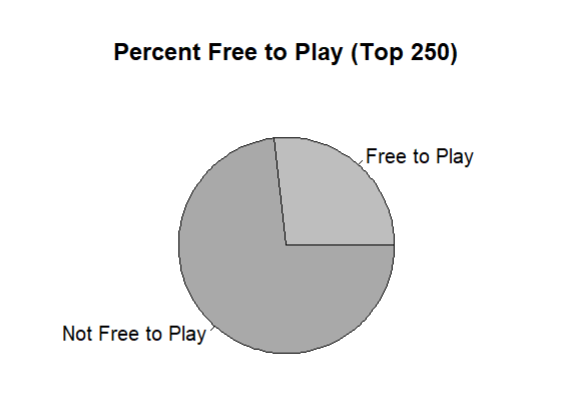 Percent Free to Play (Top 250)
Free to Play
Not Free to Play